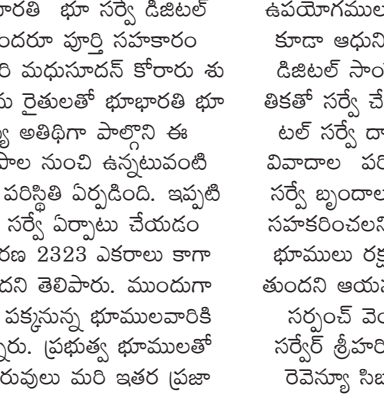 ారతి భూ సర్వే డిజిటల్
ందరూ పూర్తి సహకారం
రి మధుసూదన్ కోరారు శు
రైతులతో భూభారతి భూ
అతిథిగా పాల్గొని ఈ
పాల నుంచి ఉన్నటువంటి
పరిస్థితి ఏర్పడింది. ఇప్పటి
సర్వే ఏర్పాటు చేయడం
రణ 2323 ఎకరాలు కాగా
దని తెలిపారు. ముందుగా
పక్కనున్న భూములవారికి
రు. ప్రభుత్వ భూములతో
రువులు మరి ఇతర ప్రజా
ఉపయోగముల
కూడా ఆధుని
డిజిటల్ సాం
తికతో సర్వే చే
టల్ సర్వే ద్వా
వివాదాల పరి
సర్వే బృందాల
సహకరించలని
భూములు రక్ష
తుందని ఆయ
సర్పంచ్ వెం
సర్వేర్ శ్రీహరి
రెవెన్యూ సిబ